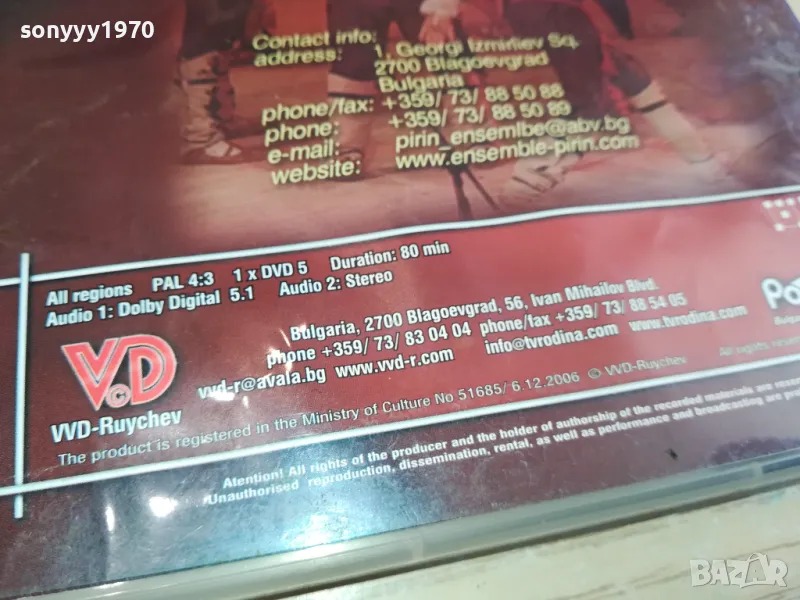 sonyyy1970
Contact info:
address: 1, Georgi Izmirliev Sq.
2700 Blagoevgrad
Bulgaria
phone/fax: +359/ 73/ 88 50 88
phone: +359/ 73/ 88 50 89
e-mail: pirin_ensemlbe@abv.bg
website: www.ensemble-pirin.com
All regions PAL 4:3 1 x DVD 5 Duration: 80 min
Audio 1: Dolby Digital 5.1 Audio 2: Stereo
Bulgaria, 2700 Blagoevgrad, 56, Ivan Mihailov Blvd.
phone +359/ 73/ 83 04 04 phone/fax +359/ 73/ 88 54 05
vvd-r@avala.bg www.vvd-r.com info@tvrodina.com www.tvrodina.com
VD
©
VVD-Ruychev
The product is registered in the Ministry of Culture No 51685/ 6.12.2006 © VVD-Ruychev
All rights
Atention! All rights of the producer and the holder of authorship of the recorded materials are
Unauthorised reproduction, dissemination, rental, as well as performance and broadcasting are
BAZAR